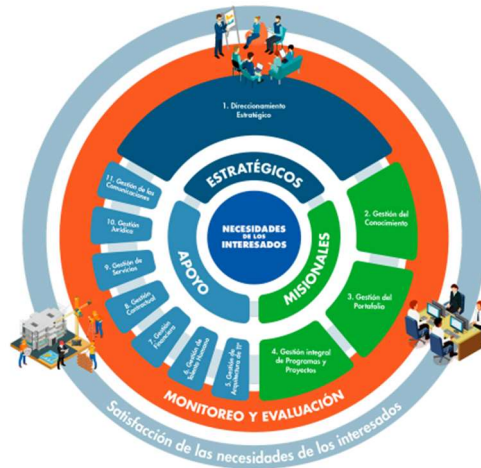 1. Direccionamiento
Estratégico
ESTRATÉGICOS
11. Gestión de las
Comunicaciones
10. Gestión
Jurídica
9. Gestión de
Servicios
8. Gestión
Contractual
7. Gestión
Financiera
6. Gestión de
Talento Humano
5. Gestión de
Arquitectura de TI
APOYO
NECESIDADES
DE LOS
INTERESADOS
MISIONALES
2. Gestión del
Conocimiento
3. Gestión del
Portafolio
4. Gestión integral
de Programas y
Proyectos
MONITOREO Y EVALUACIÓN
Satisfacción de las necesidades de los interesados